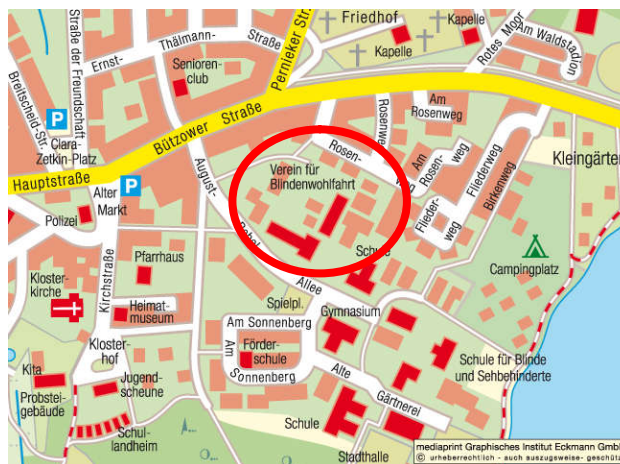 Straße der Freundschaft
Breitscheid-Str.
Ernst-
Thälmann-
Straße
Pernieker Straße
Senioren-
club
Friedhof
Kapelle
Kapelle
Rotes Moor
Am Waldstadion
P
Clara-
Zetkin-Platz
Hauptstraße
Bützower Straße
P
Alter
Markt
Polizei
August-
Bebel-
Allee
Verein für
Blindenwohlfahrt
Rosen-
weg
Rosenweg
Am
Rosenweg
Am
Rosen-
weg
Flieder-
weg
Fliederweg
Birkenweg
Kleingärten
Campingplatz
Schule
Pfarrhaus
Kloster-
kirche
Kirchstraße
Heimat-
museum
Spielpl.
Gymnasium
Am Sonnenberg
Am
Sonnenberg
Förder-
schule
Alte
Gärtnerei
Schule für Blinde
und Sehbehinderte
Kloster-
hof
Kita
Probstei-
gebäude
Jugend-
scheune
Schul-
landheim
Schule
Stadthalle
mediaprint Graphisches Institut Eckmann GmbH
© urheberrechtlich - auch auszugsweise- geschütz